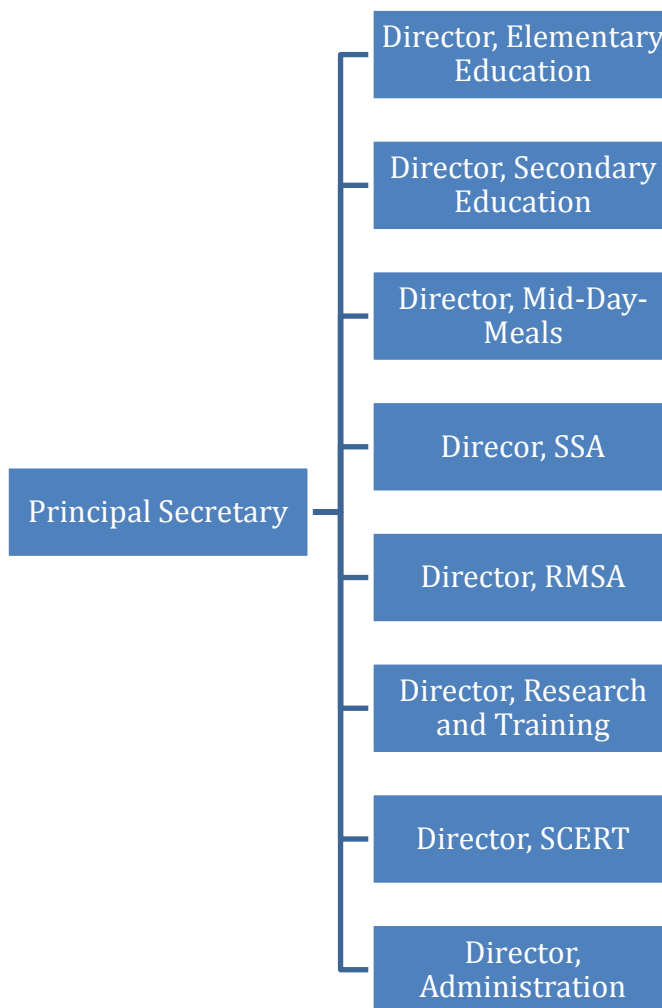 Director, Elementary
Education
Director, Secondary
Education
Director, Mid-Day-
Meals
Direcor, SSA
Principal Secretary
Director, RMSA
Director, Research
and Training
Director, SCERT
Director,
Administration